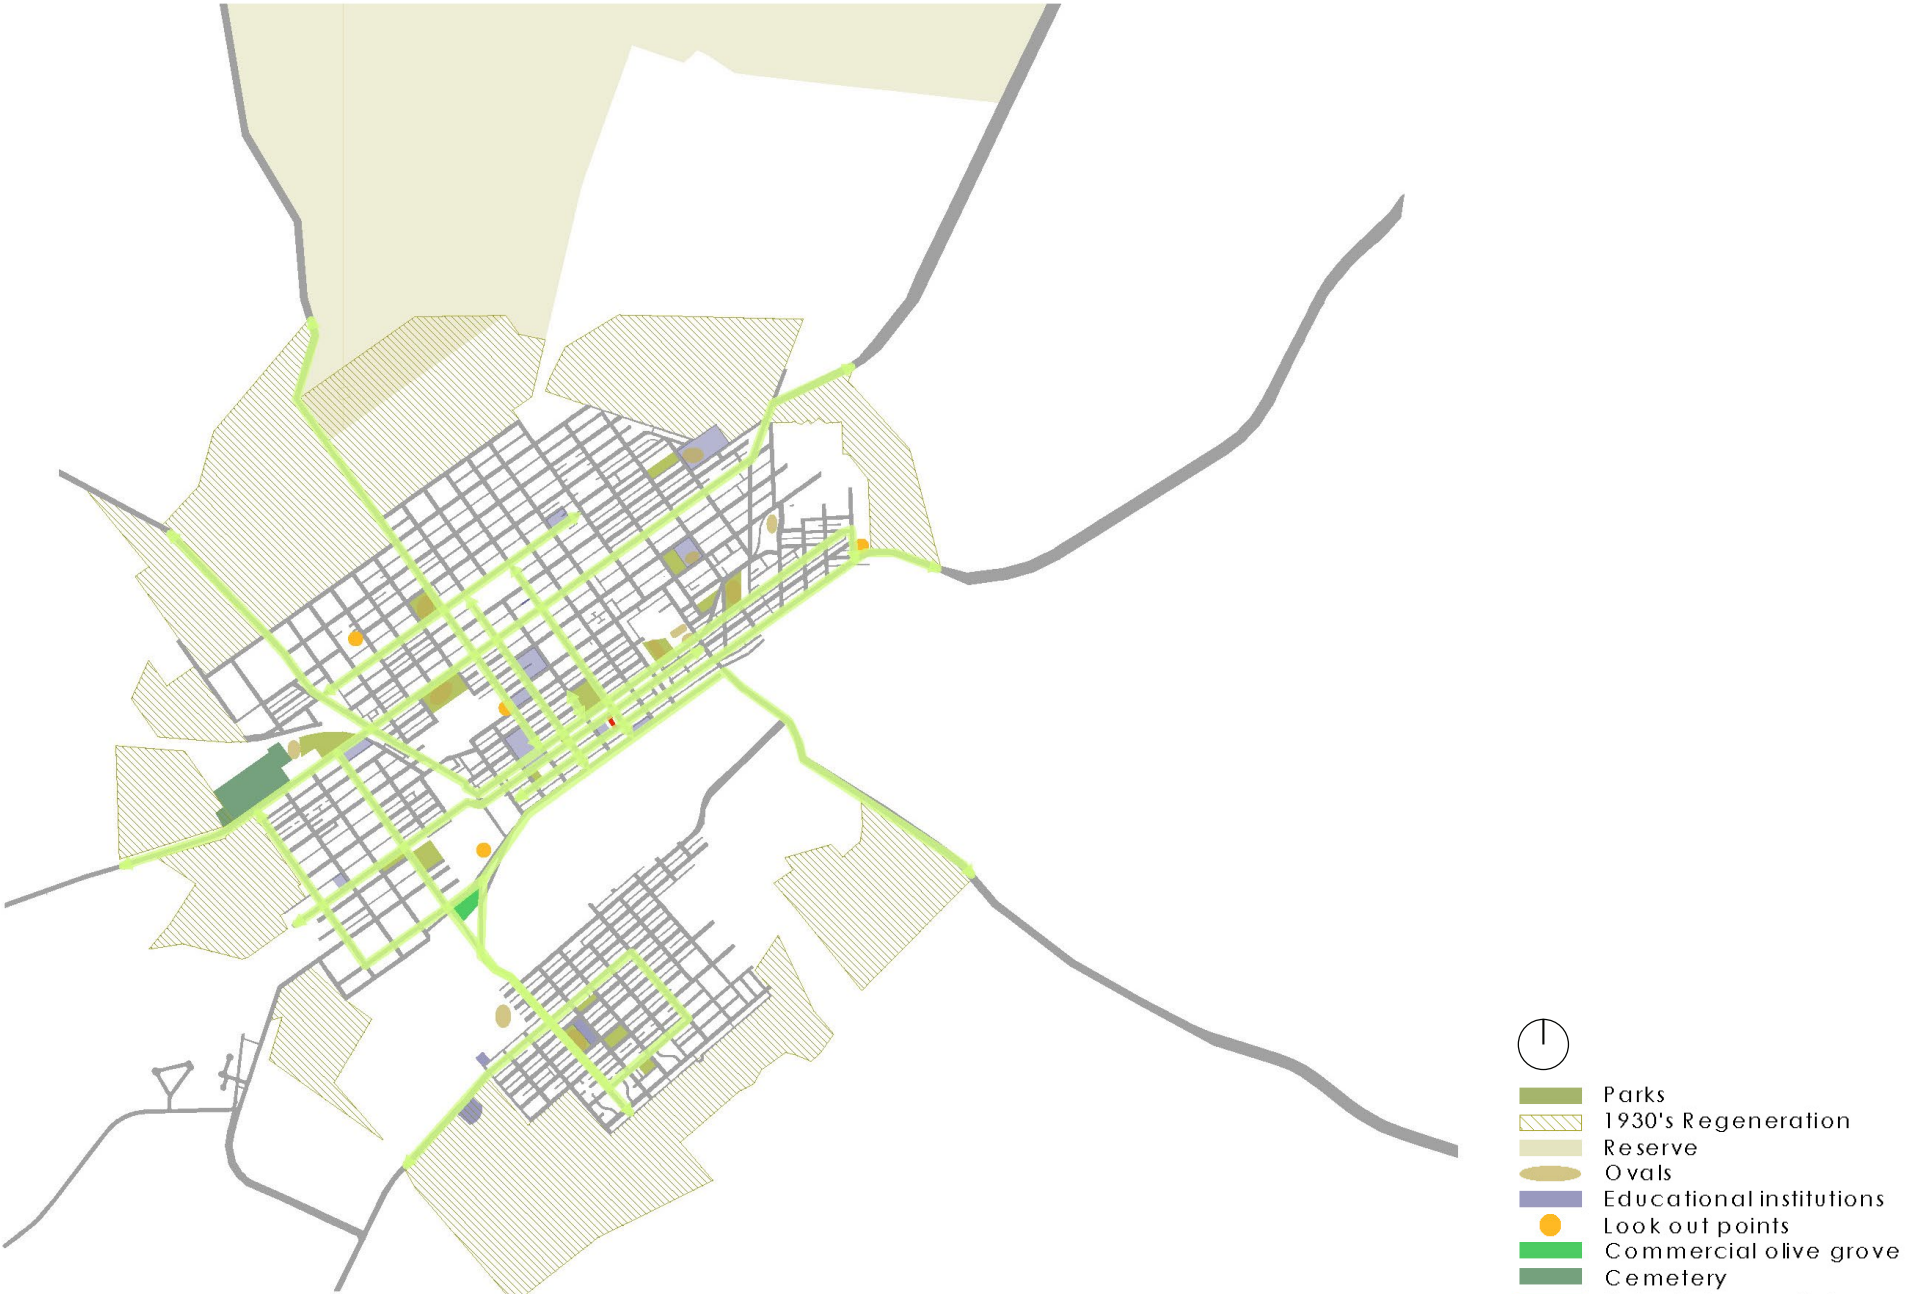 Parks
1930's Regeneration
Reserve
Ovals
Educational institutions
Look out points
Commercial olive grove
Cemetery